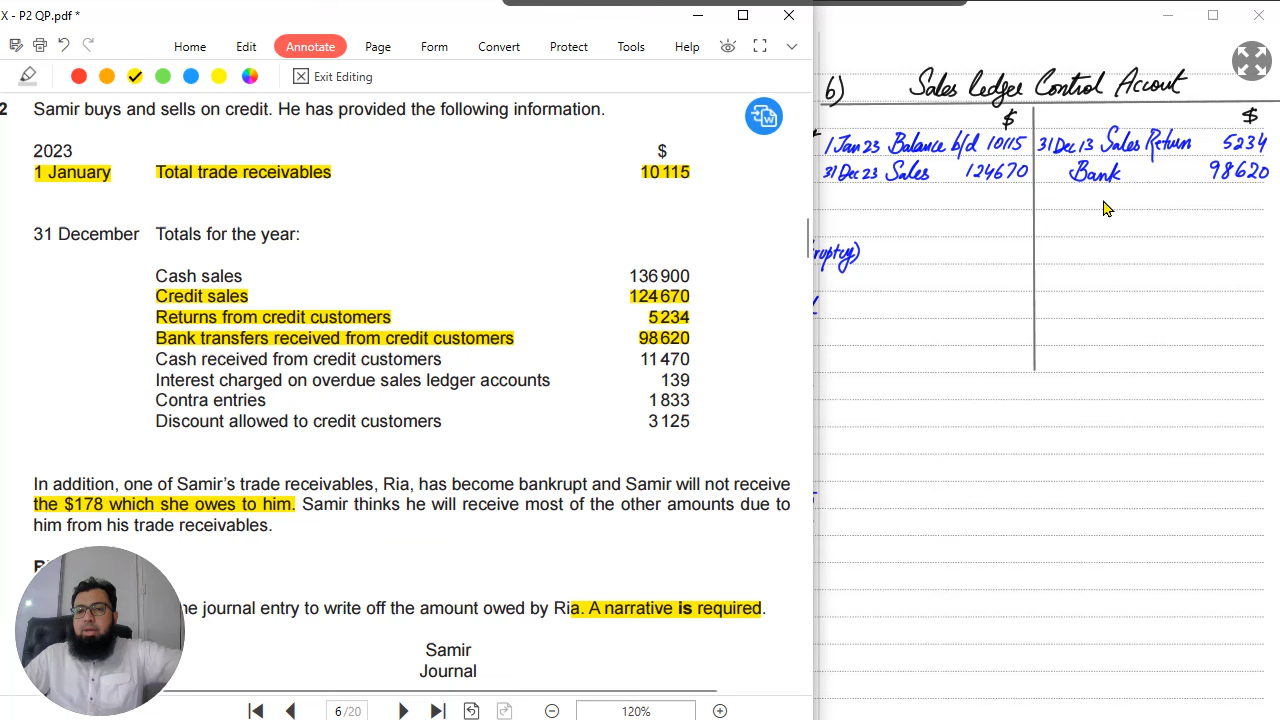 X - P2 QP.pdf *
Home Edit Annotate Page Form Convert Protect Tools Help
Exit Editing
2 Samir buys and sells on credit. He has provided the following information.
2023 $
1 January Total trade receivables 10 115
31 December Totals for the year:
Cash sales 136 900
Credit sales 124 670
Returns from credit customers 5 234
Bank transfers received from credit customers 98 620
Cash received from credit customers 11 470
Interest charged on overdue sales ledger accounts 139
Contra entries 1 833
Discount allowed to credit customers 3 125
In addition, one of Samir's trade receivables, Ria, has become bankrupt and Samir will not receive
the $178 which she owes to him. Samir thinks he will receive most of the other amounts due to
him from his trade receivables.
journal entry to write off the amount owed by Ria. A narrative is required.
Samir
Journal
6/20
120%
b) Sales Ledger Control Account
$ $
1 Jan 23 Balance b/d 10115 31 Dec 13 Sales Return 5234
31 Dec 23 Sales 124670 Bank 98620
ruptcy)